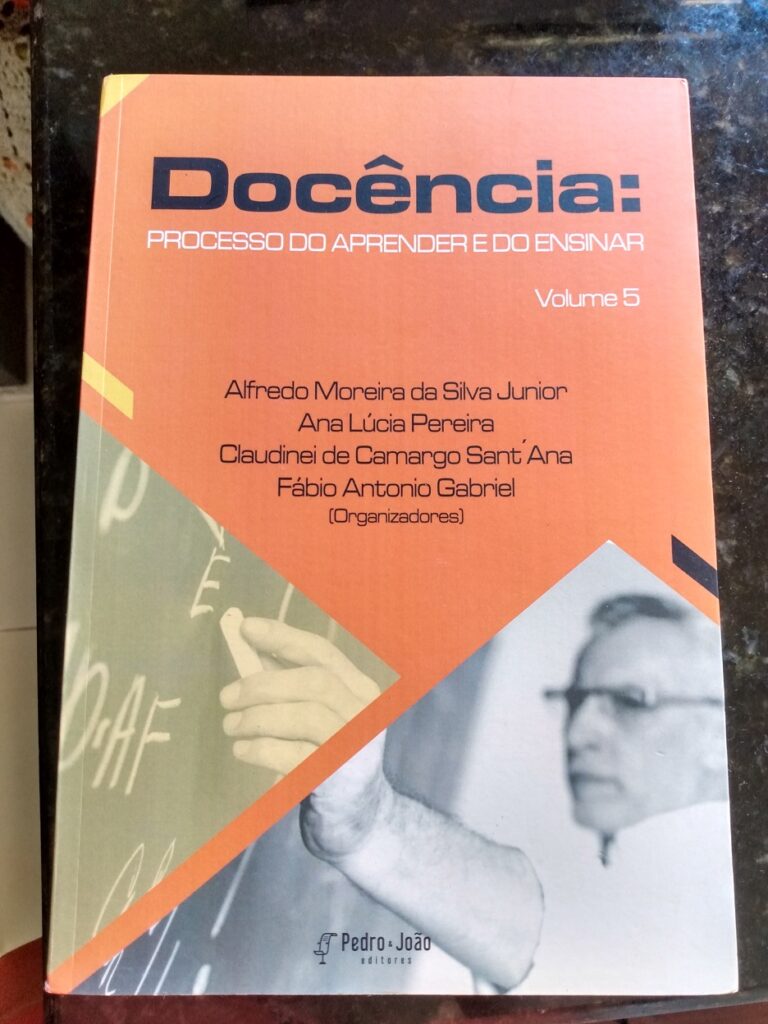 Docência:
PROCESSO DO APRENDER E DO ENSINAR
Volume 5
Alfredo Moreira da Silva Junior
Ana Lúcia Pereira
Claudinei de Camargo Sant´Ana
Fábio Antonio Gabriel
(Organizadores)
D
E
D.AF
Pedro & João
editores